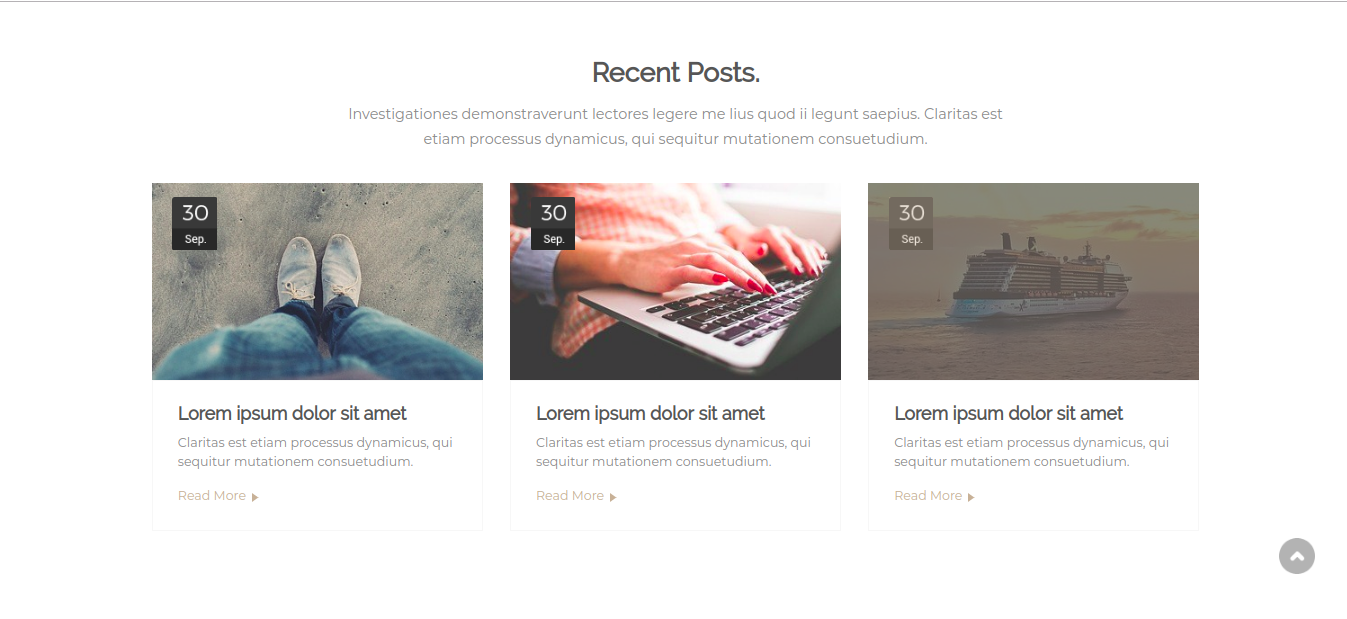 Recent Posts.
Investigationes demonstraverunt lectores legere me lius quod ii legunt saepius. Claritas est
etiam processus dynamicus, qui sequitur mutationem consuetudium.
30
Sep.
Lorem ipsum dolor sit amet
Claritas est etiam processus dynamicus, qui
sequitur mutationem consuetudium.
Read More
30
Sep.
Lorem ipsum dolor sit amet
Claritas est etiam processus dynamicus, qui
sequitur mutationem consuetudium.
Read More
30
Sep.
Lorem ipsum dolor sit amet
Claritas est etiam processus dynamicus, qui
sequitur mutationem consuetudium.
Read More